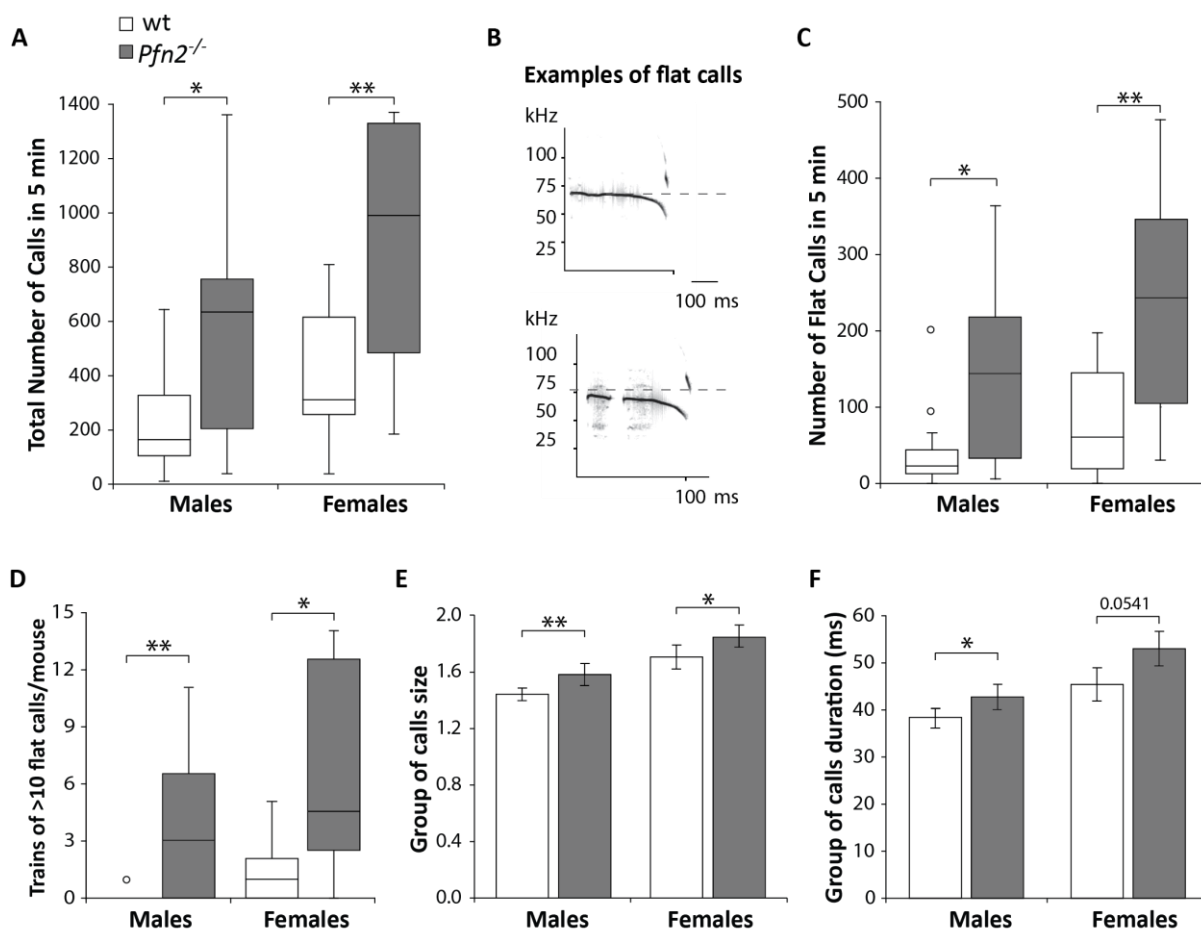 wt
Pfn2-/-
A
Total Number of Calls in 5 min
1400
1200
1000
800
600
400
200
0
*
**
Males
Females
B
Examples of flat calls
kHz
100
75
50
25
100 ms
kHz
100
75
50
25
100 ms
C
Number of Flat Calls in 5 min
500
400
300
200
100
0
*
**
Males
Females
D
Trains of >10 flat calls/mouse
15
12
9
6
3
0
**
*
Males
Females
E
Group of calls size
2.0
1.6
1.2
0.8
0.4
0.0
**
*
Males
Females
F
Group of calls duration (ms)
60
50
40
30
20
10
0
*
0.0541
Males
Females